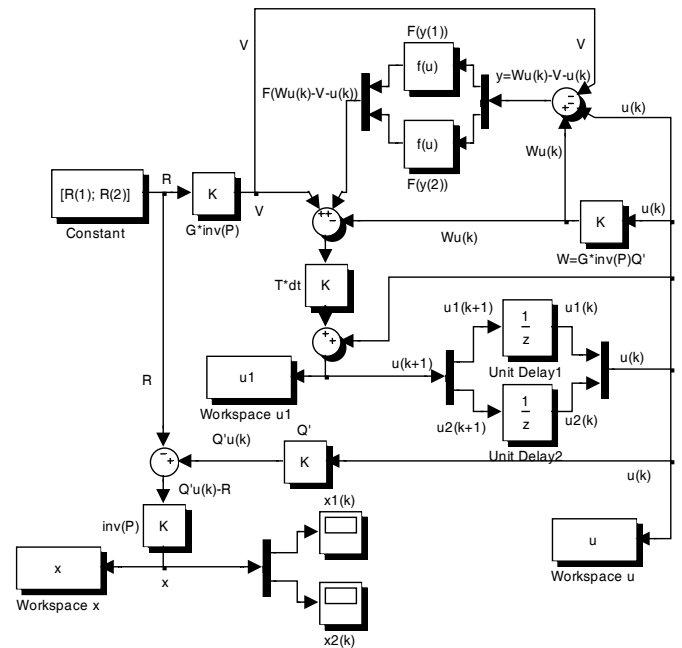 F(y(1))
V
V
f(u)
y=Wu(k)-V-u(k)
F(Wu(k)-V-u(k))
-
-
-
u(k)
f(u)
Wu(k)
F(y(2))
[R(1); R(2)]
R
K
Constant
G*inv(P)
V
++
-
K
u(k)
Wu(k)
W=G*inv(P)Q'
T*dt
K
+
+
u1(k+1)
1
z
u1(k)
Unit Delay1
u1
u(k+1)
u(k)
Workspace u1
R
u2(k+1)
1
z
u2(k)
Unit Delay2
Q'u(k)
Q'
-
+
K
u(k)
Q'u(k)-R
inv(P)
K
x1(k)
u
Workspace u
x
x
Workspace x
x2(k)